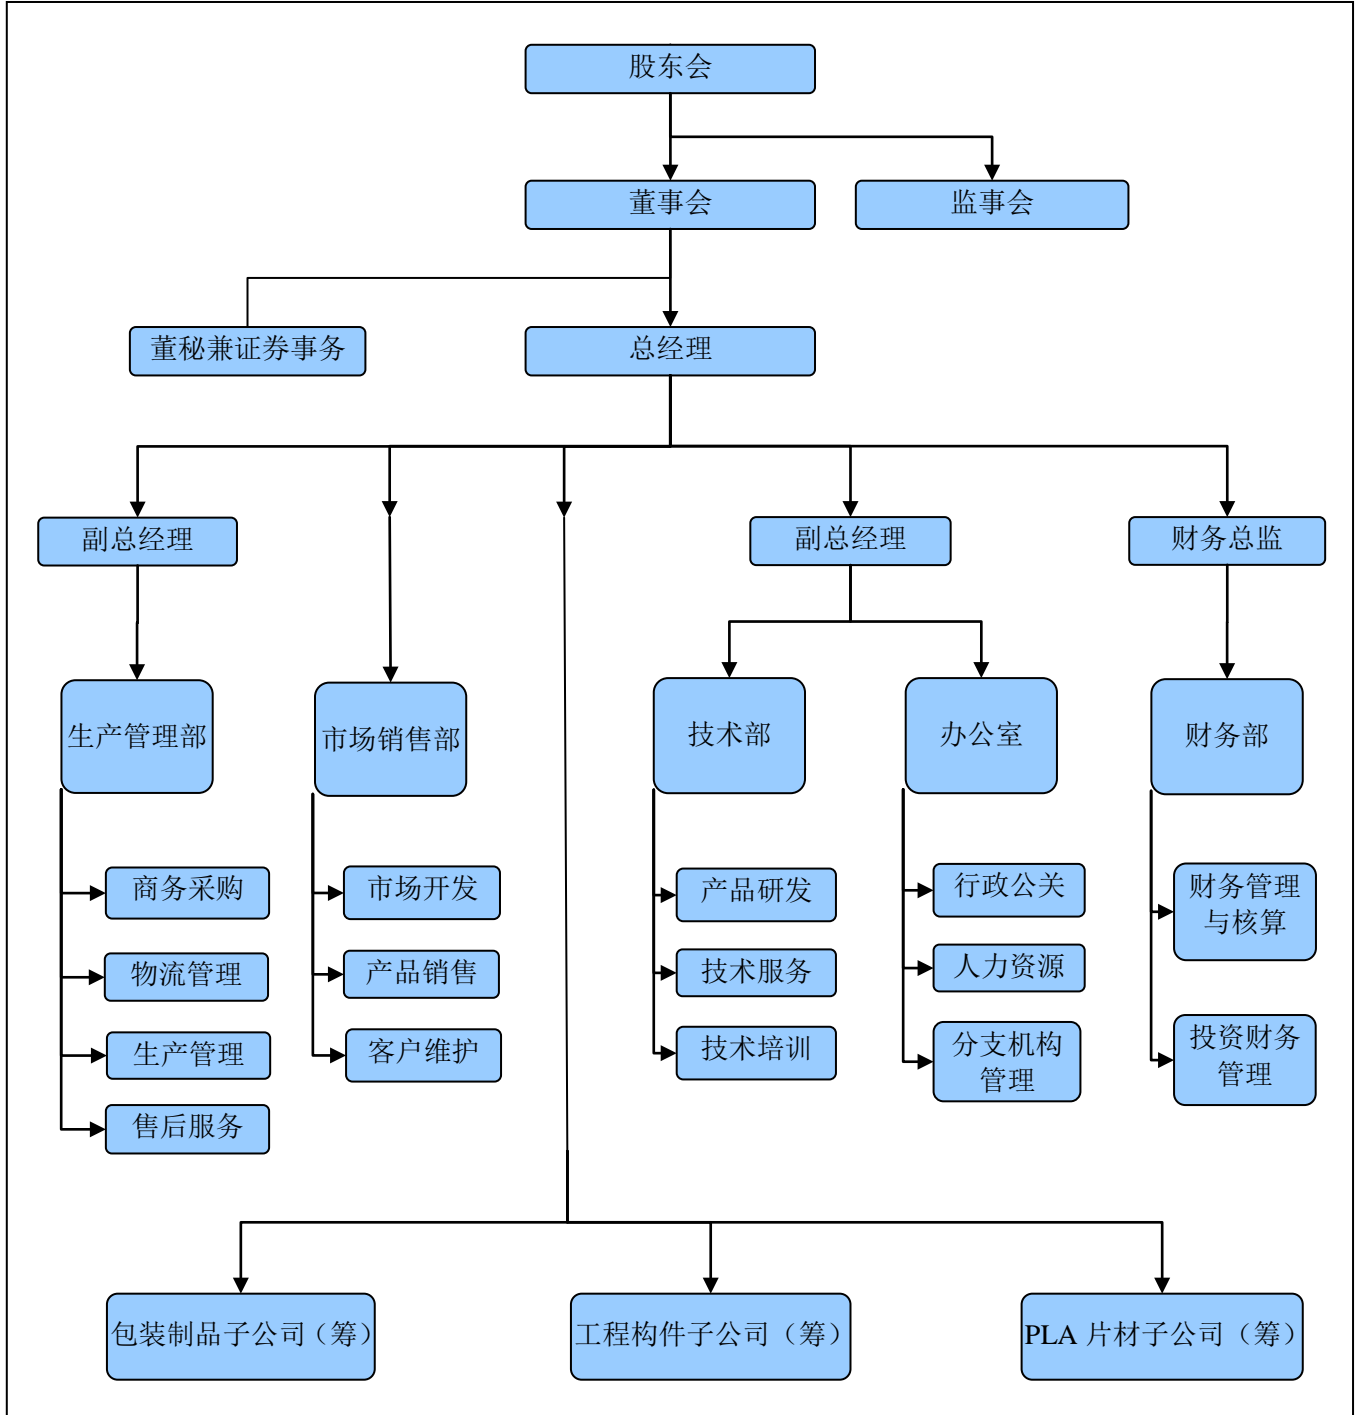 股东会
董事会
监事会
董秘兼证券事务
总经理
副总经理
副总经理
财务总监
生产管理部
市场销售部
技术部
办公室
财务部
商务采购
物流管理
生产管理
售后服务
市场开发
产品销售
客户维护
产品研发
技术服务
技术培训
行政公关
人力资源
分支机构
管理
财务管理
与核算
投资财务
管理
包装制品子公司（筹）
工程构件子公司（筹）
PLA 片材子公司（筹）